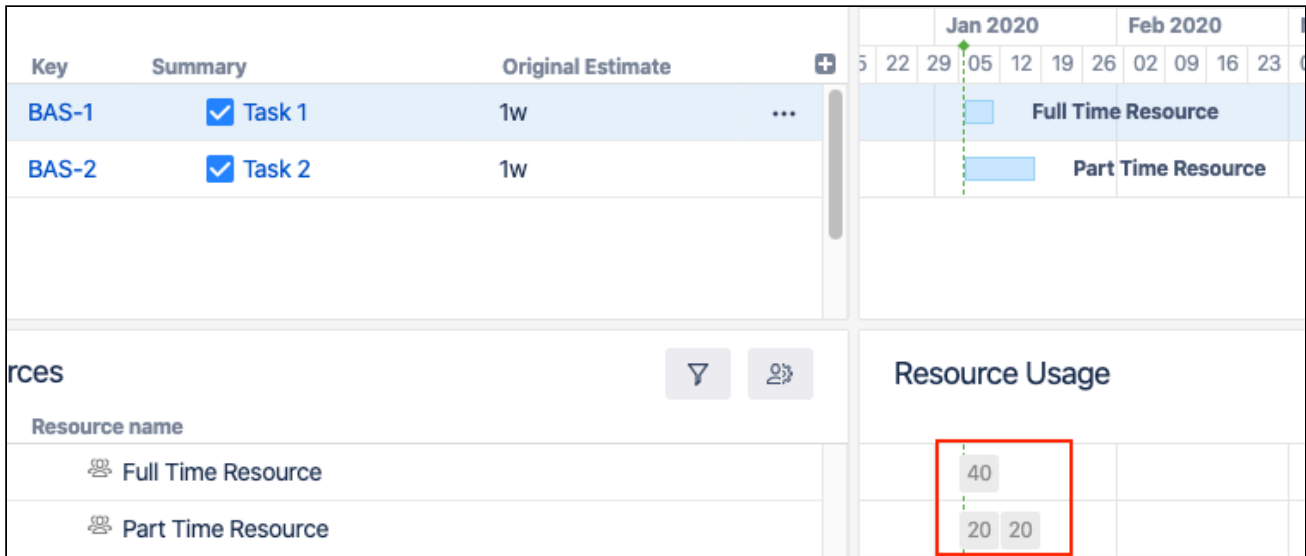 Jan 2020 Feb 2020
Key Summary Original Estimate 22 29 05 12 19 26 02 09 16 23
BAS-1 Task 1 1w ... Full Time Resource
BAS-2 Task 2 1w Part Time Resource
rces Resource Usage
Resource name
Full Time Resource 40
Part Time Resource 20 20